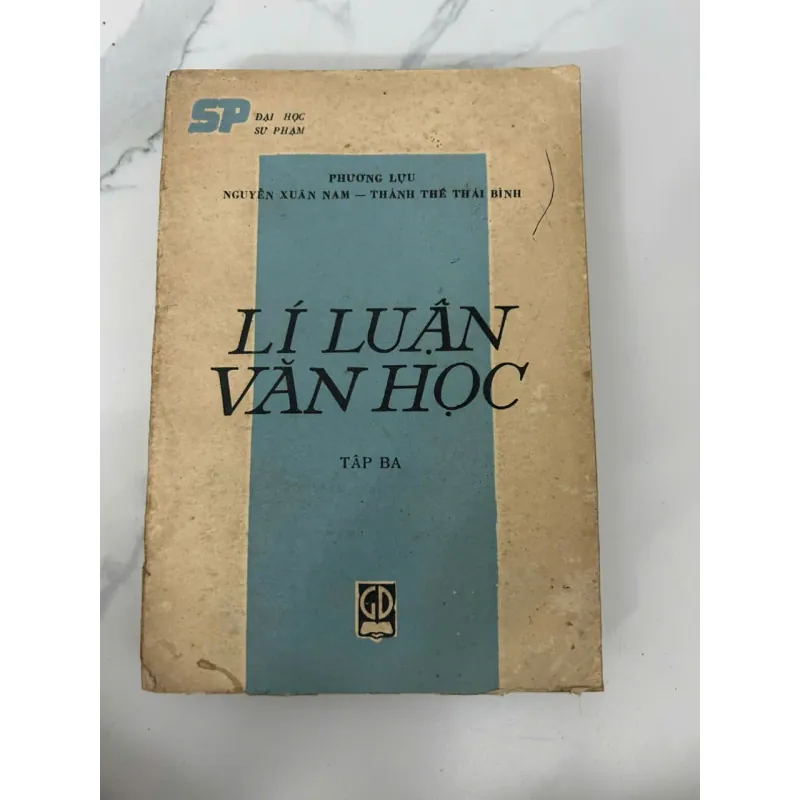 SP ĐẠI HỌC
SƯ PHẠM
PHƯƠNG LỰU
NGUYỄN XUÂN NAM — THÀNH THẾ THÁI BÌNH
LÍ LUẬN
VĂN HỌC
TẬP BA
GD